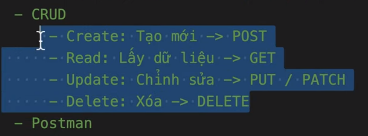 - CRUD
- Create: Tạo mới -> POST
- Read: Lấy dữ liệu -> GET
- Update: Chỉnh sửa -> PUT / PATCH
- Delete: Xóa -> DELETE
- Postman